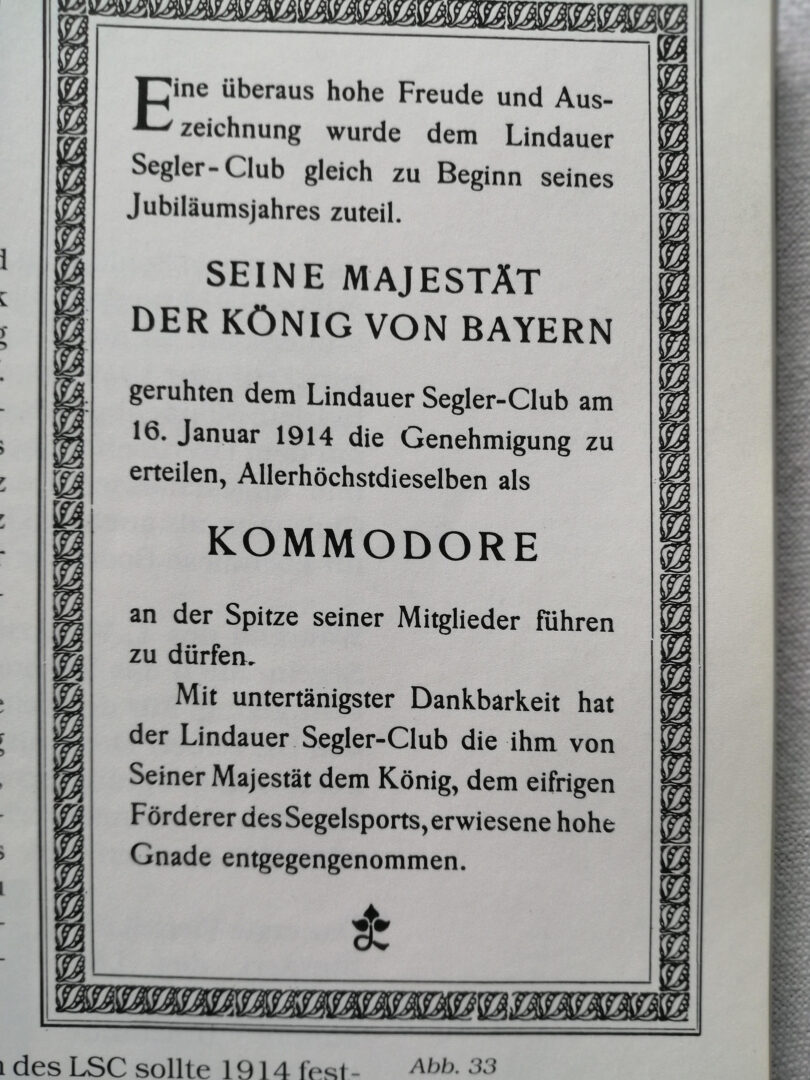 Eine überaus hohe Freude und Aus-
zeichnung wurde dem Lindauer
Segler-Club gleich zu Beginn seines
Jubiläumsjahres zuteil.
SEINE MAJESTÄT
DER KÖNIG VON BAYERN
geruhten dem Lindauer Segler-Club am
16. Januar 1914 die Genehmigung zu
erteilen, Allerhöchstdieselben als
KOMMODORE
an der Spitze seiner Mitglieder führen
zu dürfen.
Mit untertänigster Dankbarkeit hat
der Lindauer Segler-Club die ihm von
Seiner Majestät dem König, dem eifrigen
Förderer des Segelsports, erwiesene hohe
Gnade entgegengenommen.
des LSC sollte 1914 fest-
Abb. 33